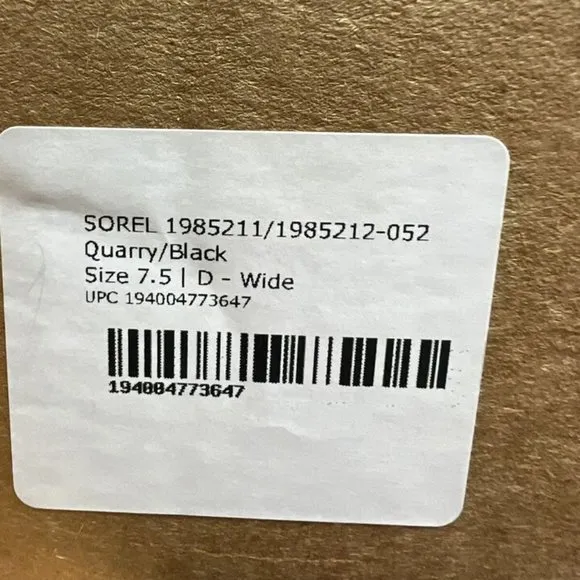 SOREL 1985211/1985212-052
Quarry/Black
Size 7.5 | D - Wide
UPC 194004773647
194004773647